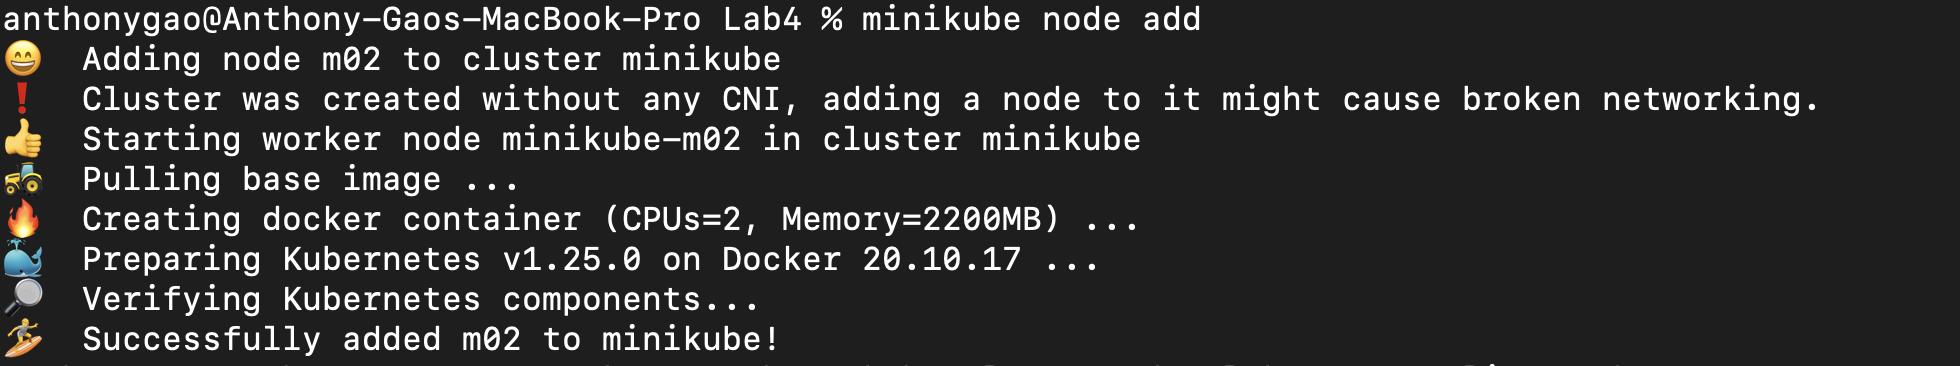 anthonygao@Anthony-Gaos-MacBook-Pro Lab4 % minikube node add
😄 Adding node m02 to cluster minikube
❗ Cluster was created without any CNI, adding a node to it might cause broken networking.
👍 Starting worker node minikube-m02 in cluster minikube
🚜 Pulling base image ...
🔥 Creating docker container (CPUs=2, Memory=2200MB) ...
🐳 Preparing Kubernetes v1.25.0 on Docker 20.10.17 ...
🔎 Verifying Kubernetes components...
🏄 Successfully added m02 to minikube!